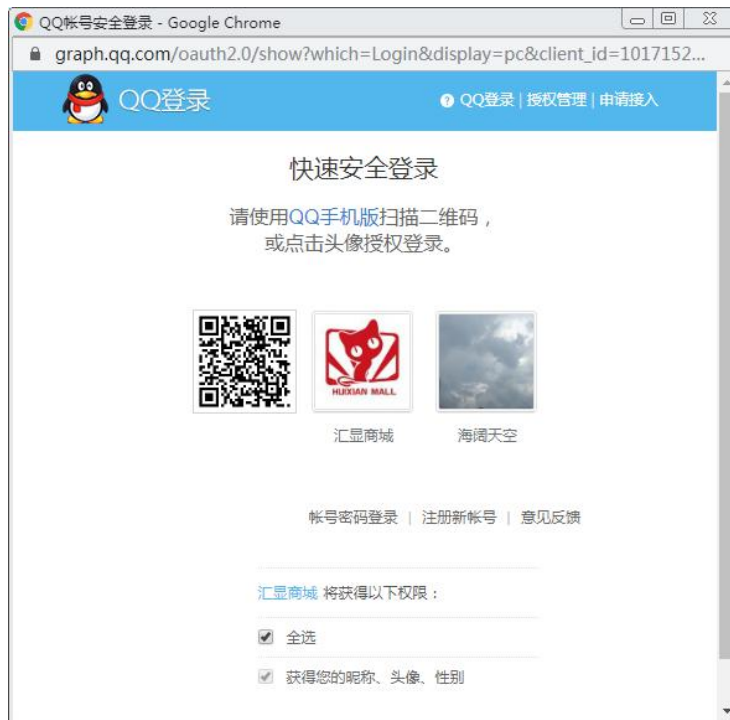 QQ帐号安全登录 - Google Chrome
graph.qq.com/oauth2.0/show?which=Login&display=pc&client_id=1017152...
QQ登录
QQ登录 | 授权管理 | 申请接入
快速安全登录
请使用QQ手机版扫描二维码，
或点击头像授权登录。
HUIXIAN MALL
汇显商城
海阔天空
帐号密码登录 | 注册新帐号 | 意见反馈
汇显商城 将获得以下权限：
全选
获得您的昵称、头像、性别